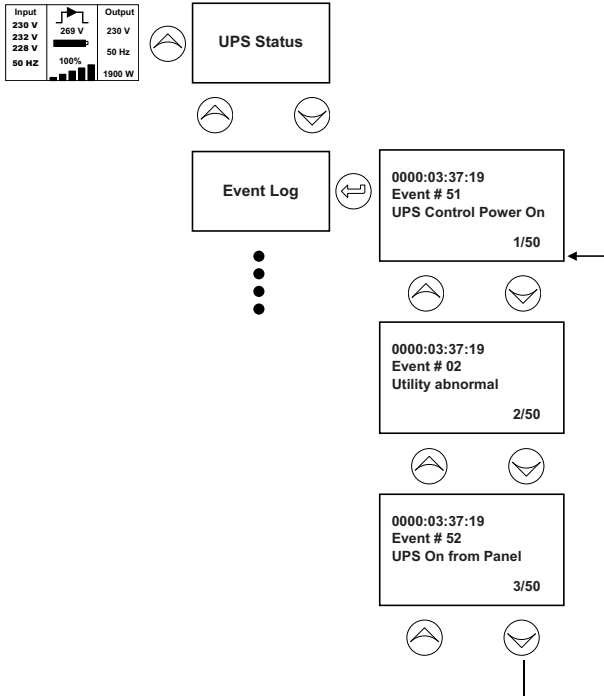 Input
230 V
232 V
228 V
50 HZ
269 V
100%
Output
230 V
50 Hz
1900 W
UPS Status
Event Log
0000:03:37:19
Event # 51
UPS Control Power On
1/50
0000:03:37:19
Event # 02
Utility abnormal
2/50
0000:03:37:19
Event # 52
UPS On from Panel
3/50